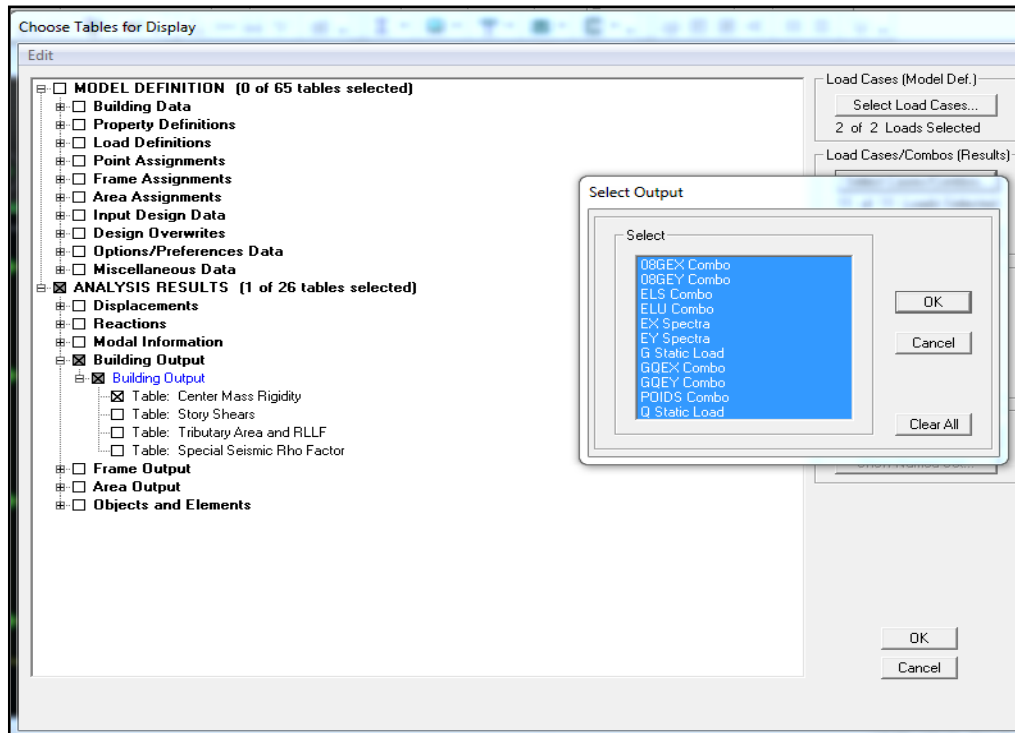 Choose Tables for Display
Edit
MODEL DEFINITION (0 of 65 tables selected)
Building Data
Property Definitions
Load Definitions
Point Assignments
Frame Assignments
Area Assignments
Input Design Data
Design Overwrites
Options/Preferences Data
Miscellaneous Data
ANALYSIS RESULTS (1 of 26 tables selected)
Displacements
Reactions
Modal Information
Building Output
Building Output
Table: Center Mass Rigidity
Table: Story Shears
Table: Tributary Area and RLLF
Table: Special Seismic Rho Factor
Frame Output
Area Output
Objects and Elements
Load Cases (Model Def.)
Select Load Cases...
2 of 2 Loads Selected
Load Cases/Combos (Results)
Select Output
Select
08GEX Combo
08GEY Combo
ELS Combo
ELU Combo
EX Spectra
EY Spectra
G Static Load
GQEX Combo
GQEY Combo
POIDS Combo
Q Static Load
OK
Cancel
Clear All
OK
Cancel